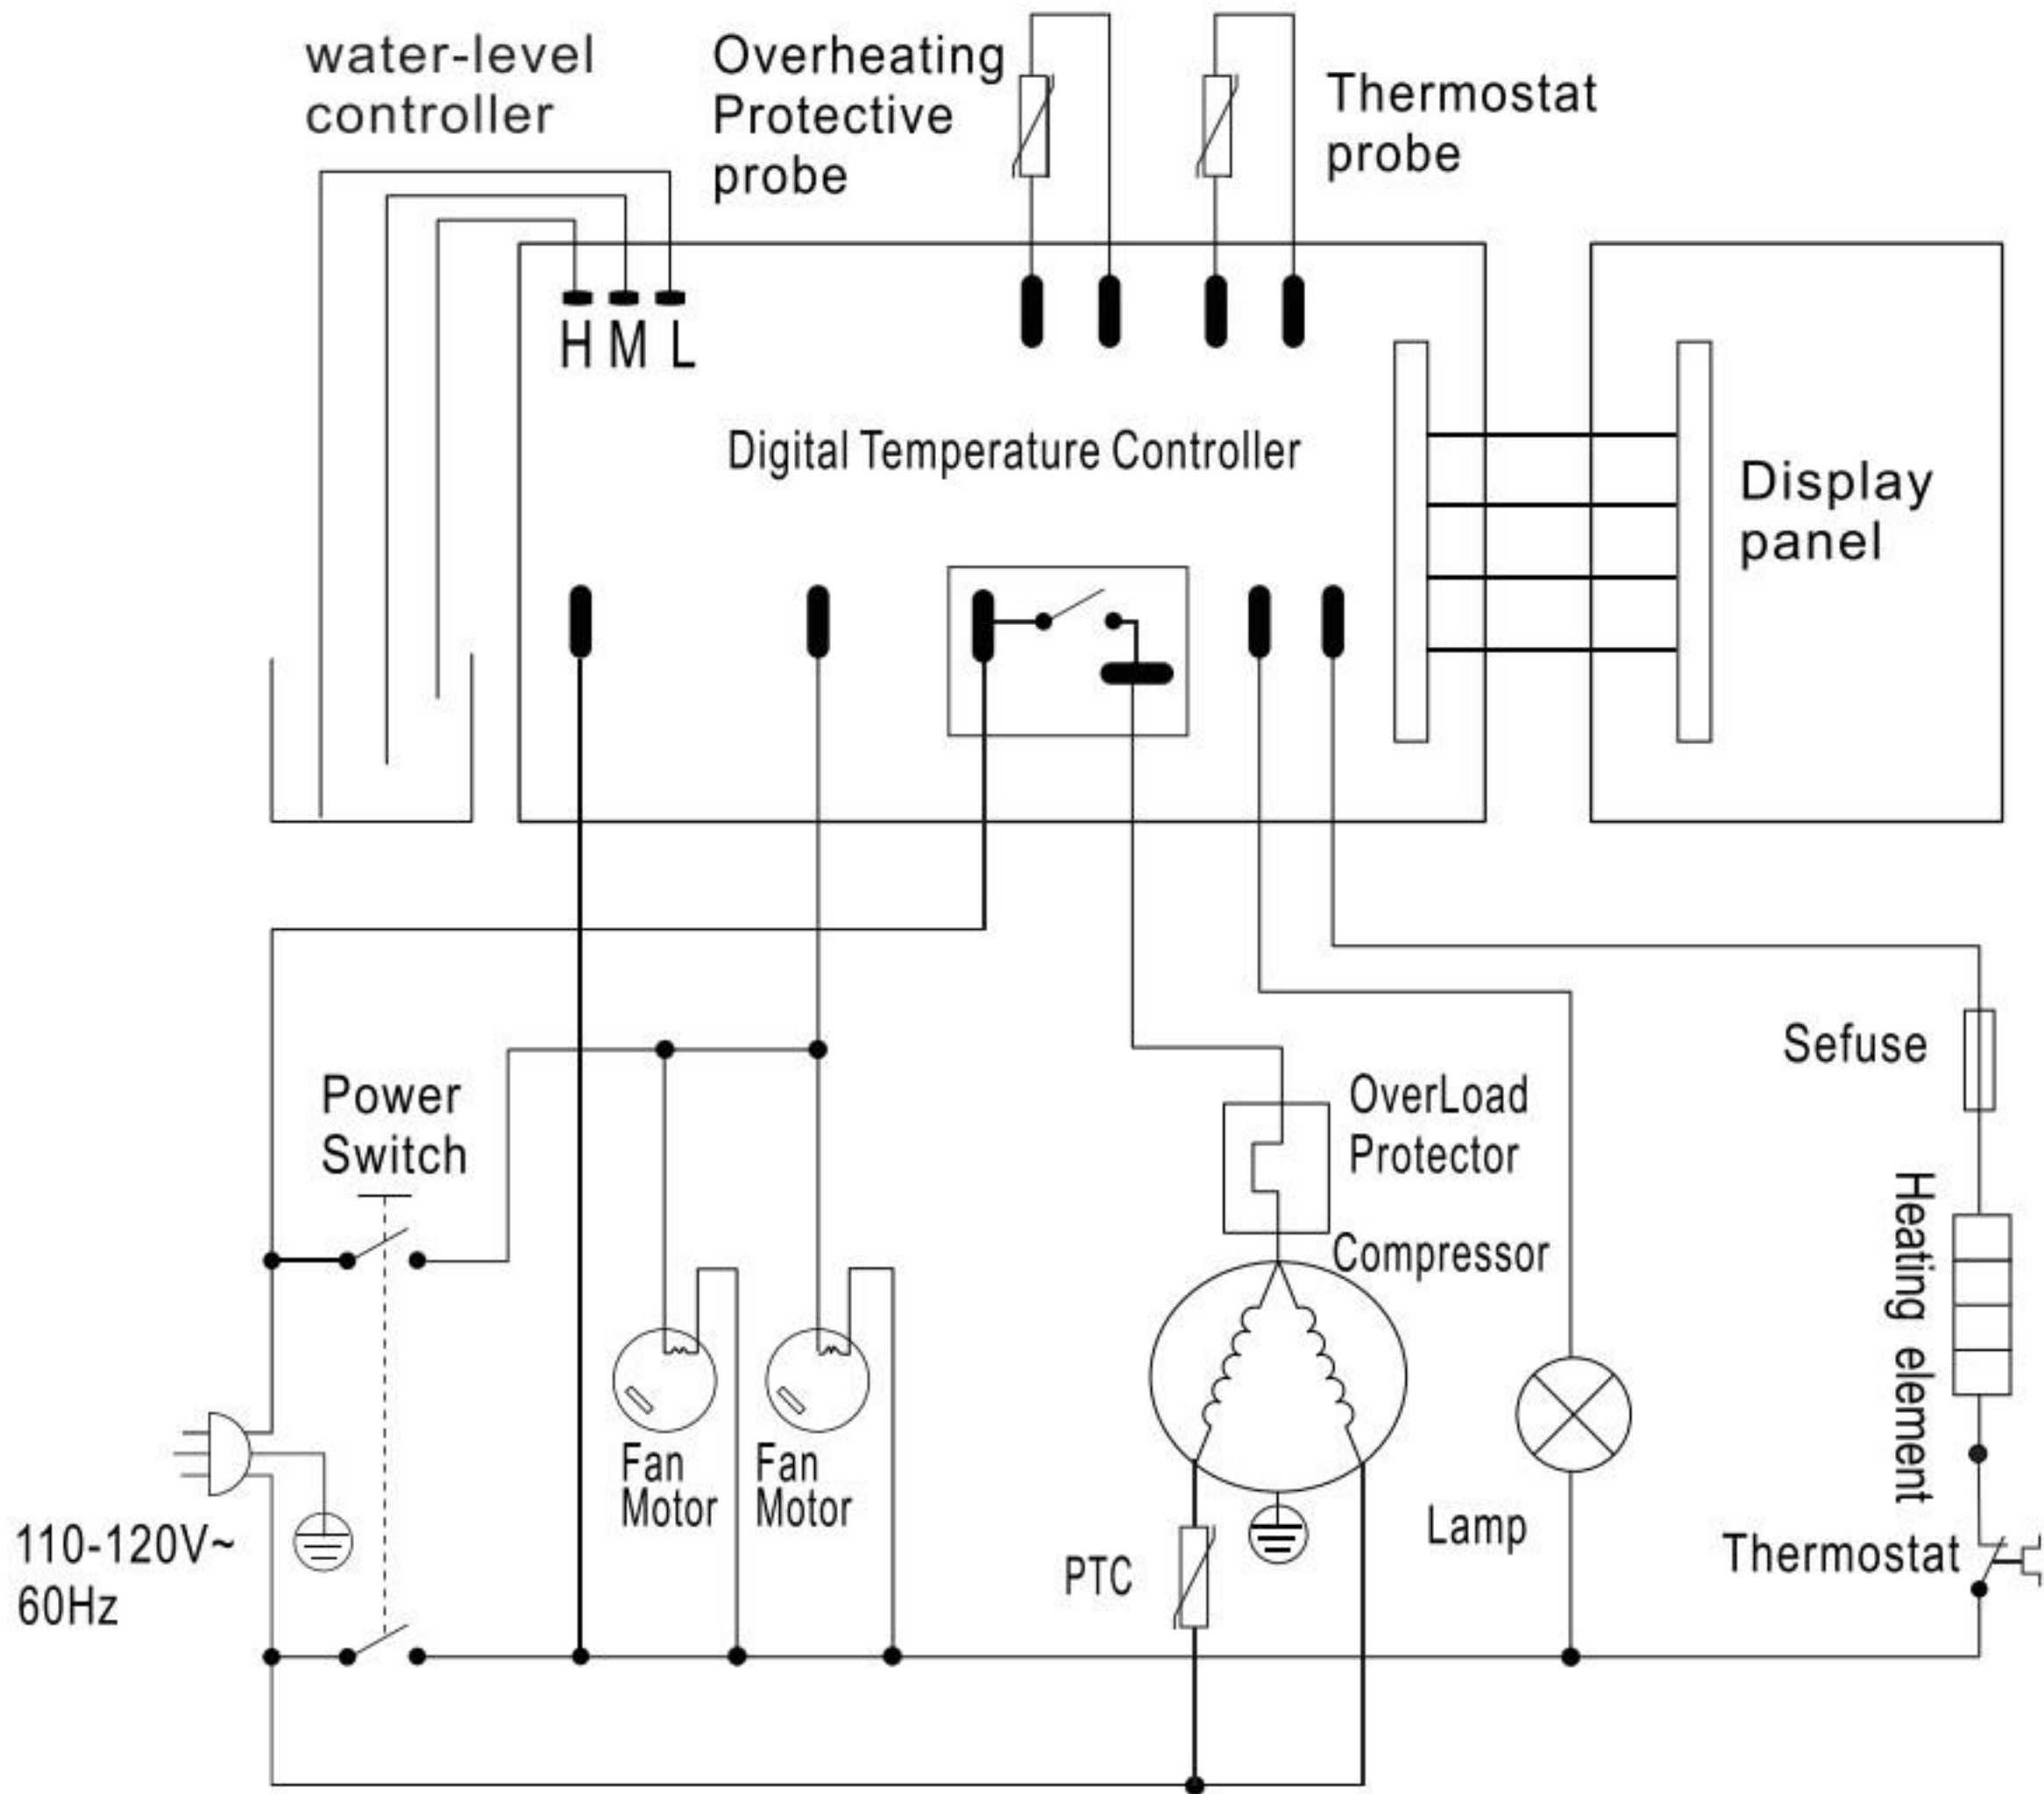 water-level
controller
Overheating
Protective
probe
Thermostat
probe
H M L
Digital Temperature Controller
Display
panel
Power
Switch
Sefuse
OverLoad
Protector
Compressor
Heating element
Fan
Motor
Fan
Motor
110-120V~
60Hz
PTC
Lamp
Thermostat